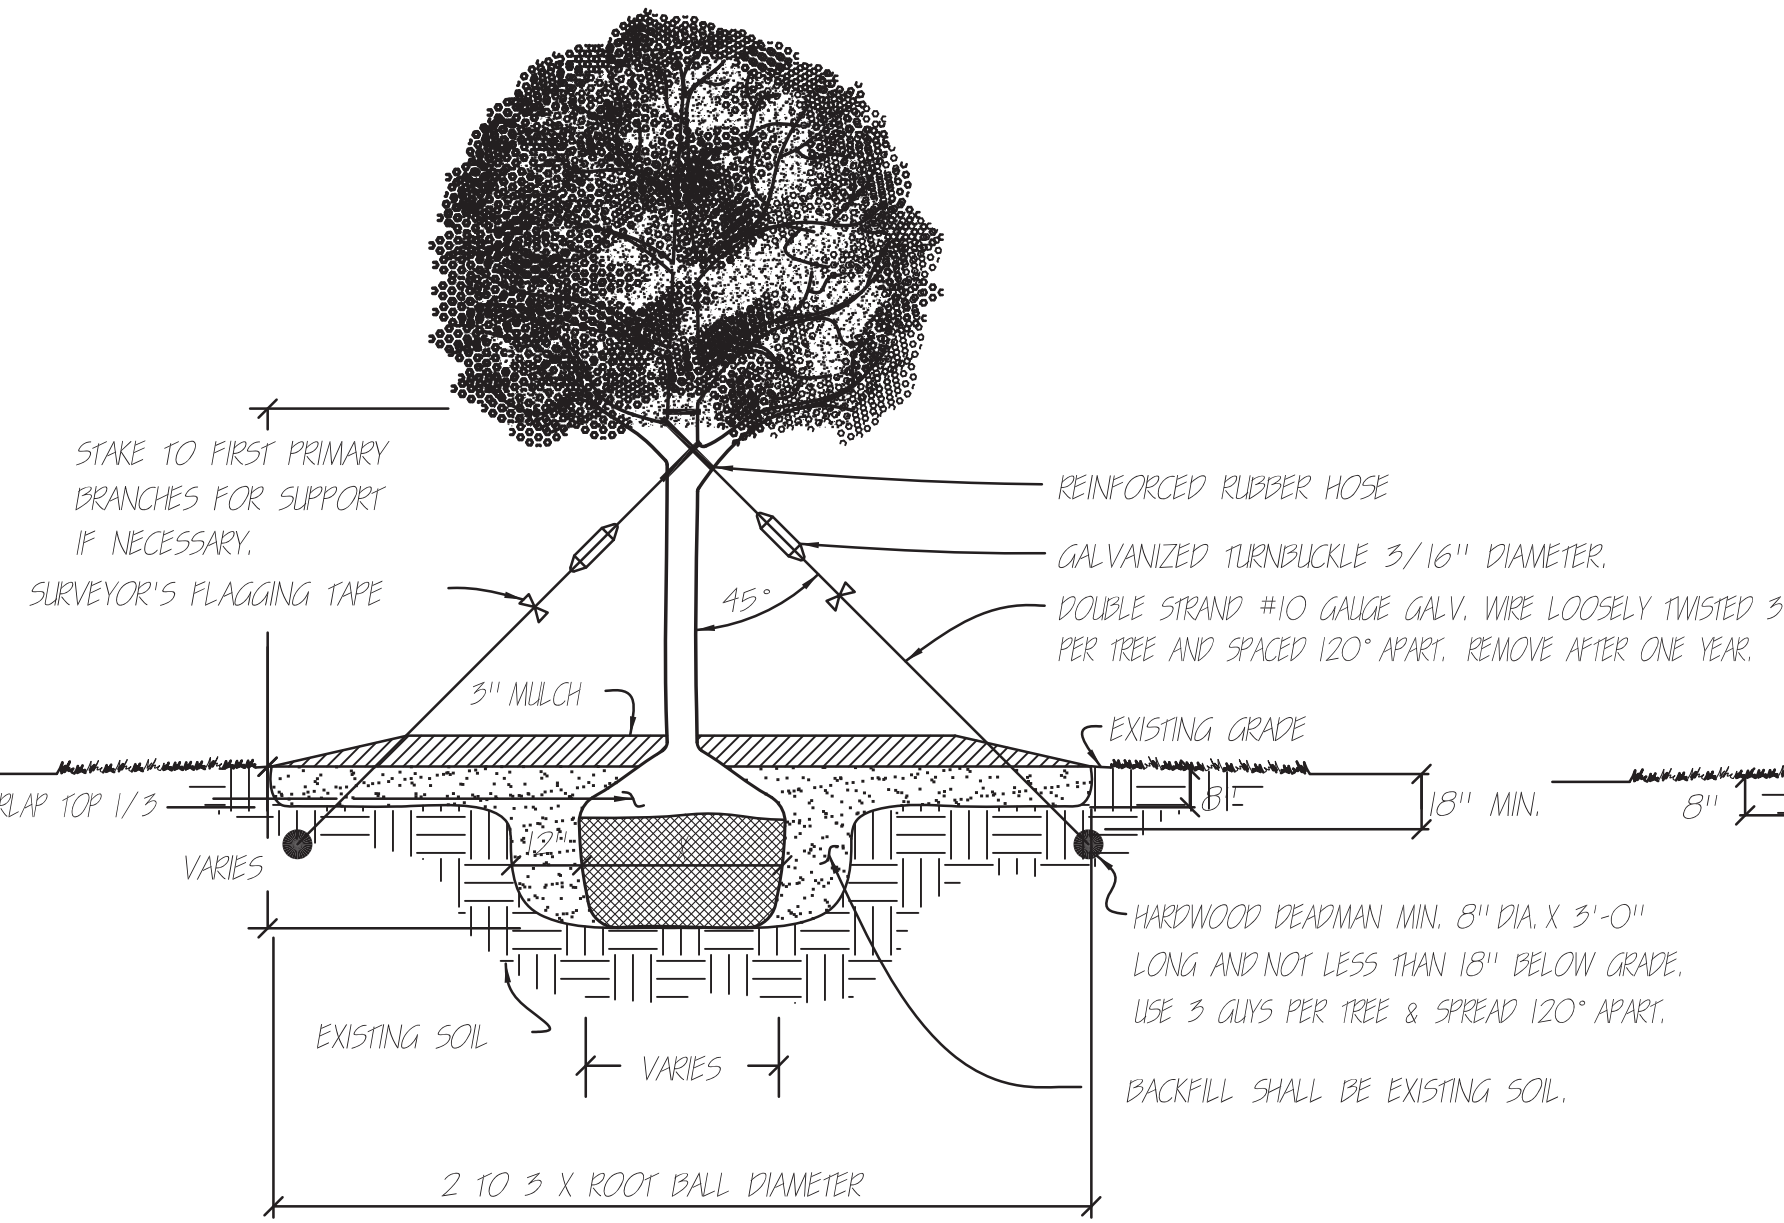 STAKE TO FIRST PRIMARY
BRANCHES FOR SUPPORT
IF NECESSARY.
SURVEYOR'S FLAGGING TAPE
REINFORCED RUBBER HOSE
GALVANIZED TURNBUCKLE 3/16" DIAMETER.
45°
DOUBLE STRAND #10 GAUGE GALV. WIRE LOOSELY TWISTED 3
PER TREE AND SPACED 120° APART. REMOVE AFTER ONE YEAR.
3" MULCH
EXISTING GRADE
TOP 1/3
8"
18" MIN.
8"
12"
VARIES
HARDWOOD DEADMAN MIN. 8" DIA. X 3'-0"
LONG AND NOT LESS THAN 18" BELOW GRADE.
USE 3 GUYS PER TREE & SPREAD 120° APART.
EXISTING SOIL
VARIES
BACKFILL SHALL BE EXISTING SOIL.
2 TO 3 X ROOT BALL DIAMETER